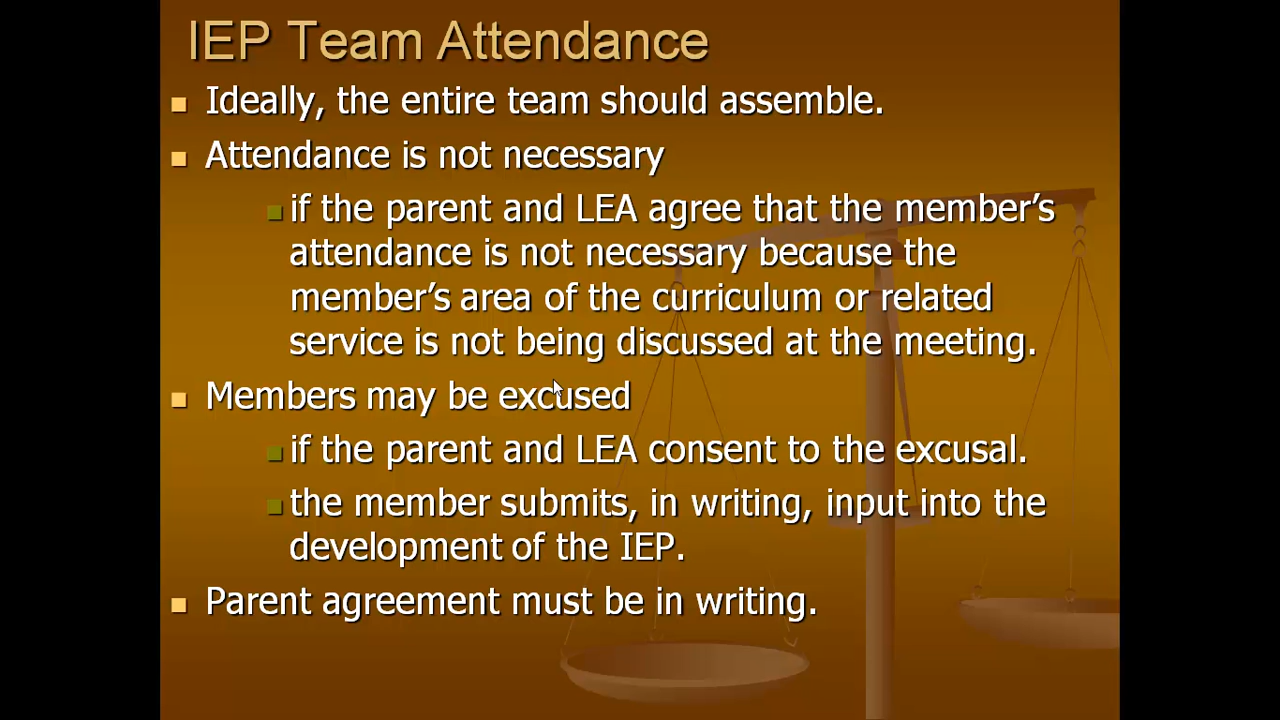 IEP Team Attendance
Ideally, the entire team should assemble.
Attendance is not necessary
if the parent and LEA agree that the member’s
attendance is not necessary because the
member’s area of the curriculum or related
service is not being discussed at the meeting.
Members may be excused
if the parent and LEA consent to the excusal.
the member submits, in writing, input into the
development of the IEP.
Parent agreement must be in writing.